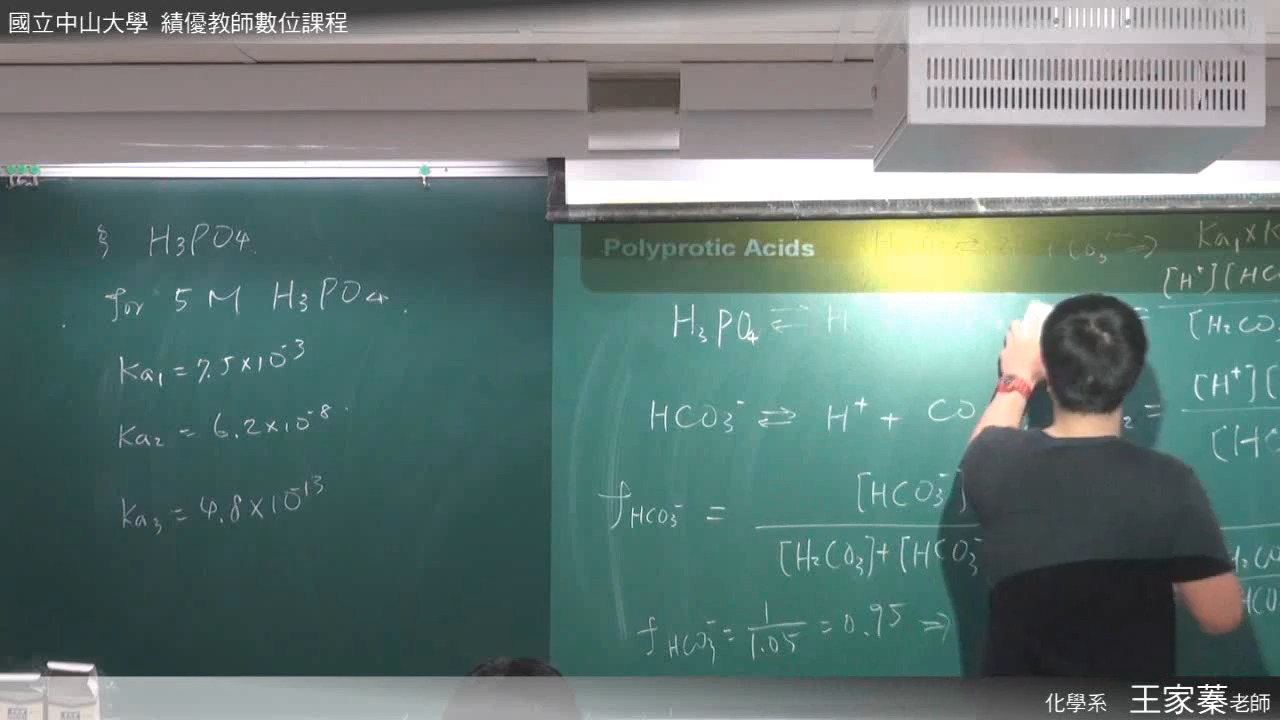 國立中山大學 績優教師數位課程
§ H3PO4.
for 5 M H3PO4.
Ka1 = 7.5×10-3
Ka2 = 6.2×10-8
Ka3 = 4.8×10-13
Polyprotic Acids
H3PO4 ⇌ H
HCO3- ⇌ H+ + CO
fHCO3- = [HCO3-]
[H2CO3]+[HCO3-
fHCO3- = 1/1.05 = 0.95 ⇒
Ka1×K
= [H+][HC
[H2CO
2 = [H+][
[HC
化學系 王家蓁老師